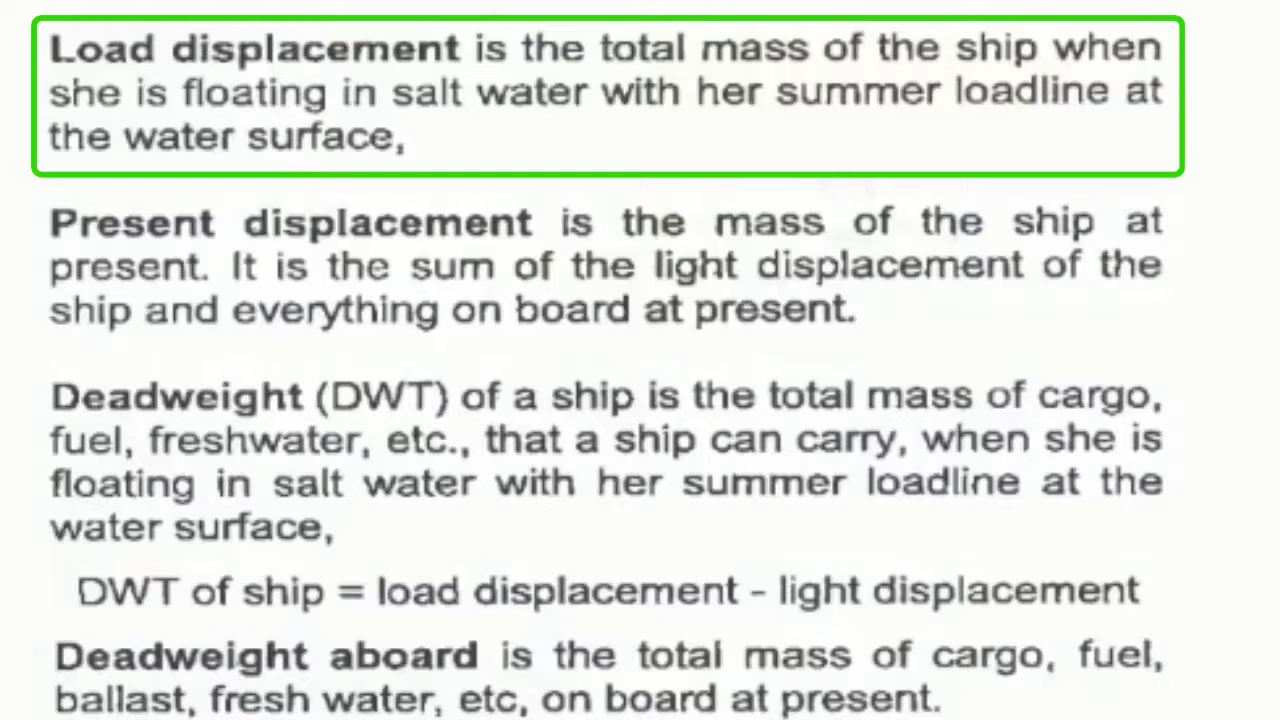 Load displacement is the total mass of the ship when
she is floating in salt water with her summer loadline at
the water surface,
Present displacement is the mass of the ship at
present. It is the sum of the light displacement of the
ship and everything on board at present.
Deadweight (DWT) of a ship is the total mass of cargo,
fuel, freshwater, etc., that a ship can carry, when she is
floating in salt water with her summer loadline at the
water surface,
DWT of ship = load displacement - light displacement
Deadweight aboard is the total mass of cargo, fuel,
ballast, fresh water, etc, on board at present.